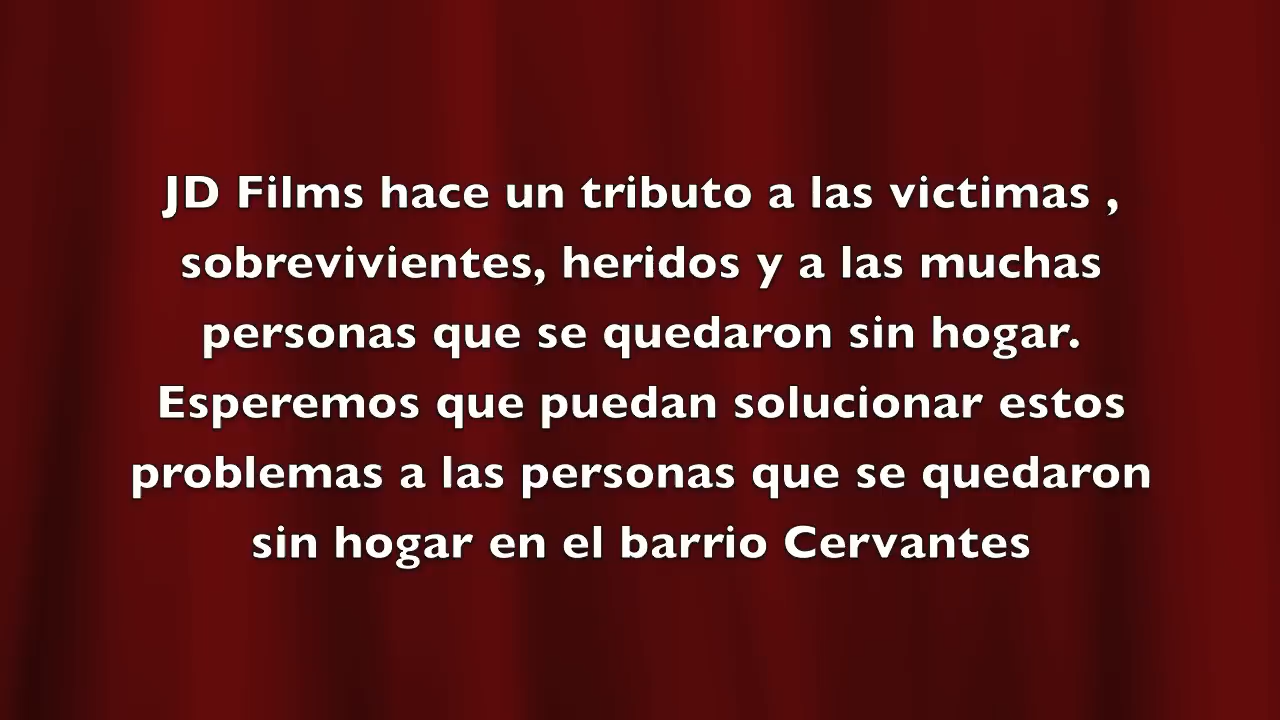 JD Films hace un tributo a las victimas ,
sobrevivientes, heridos y a las muchas
personas que se quedaron sin hogar.
Esperemos que puedan solucionar estos
problemas a las personas que se quedaron
sin hogar en el barrio Cervantes